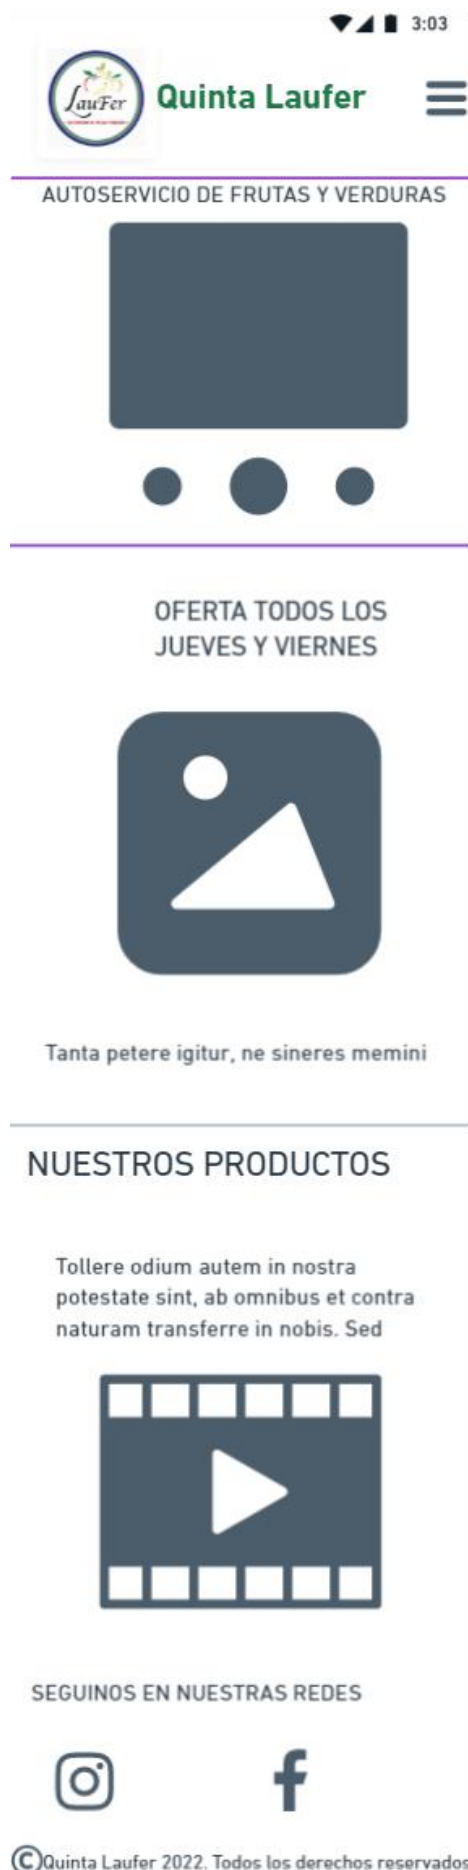 3:03
LauFer
Quinta Laufer
AUTOSERVICIO DE FRUTAS Y VERDURAS
OFERTA TODOS LOS
JUEVES Y VIERNES
Tanta petere igitur, ne sineres memini
NUESTROS PRODUCTOS
Tollere odium autem in nostra
potestate sint, ab omnibus et contra
naturam transferre in nobis. Sed
SEGUINOS EN NUESTRAS REDES
©Quinta Laufer 2022. Todos los derechos reservados